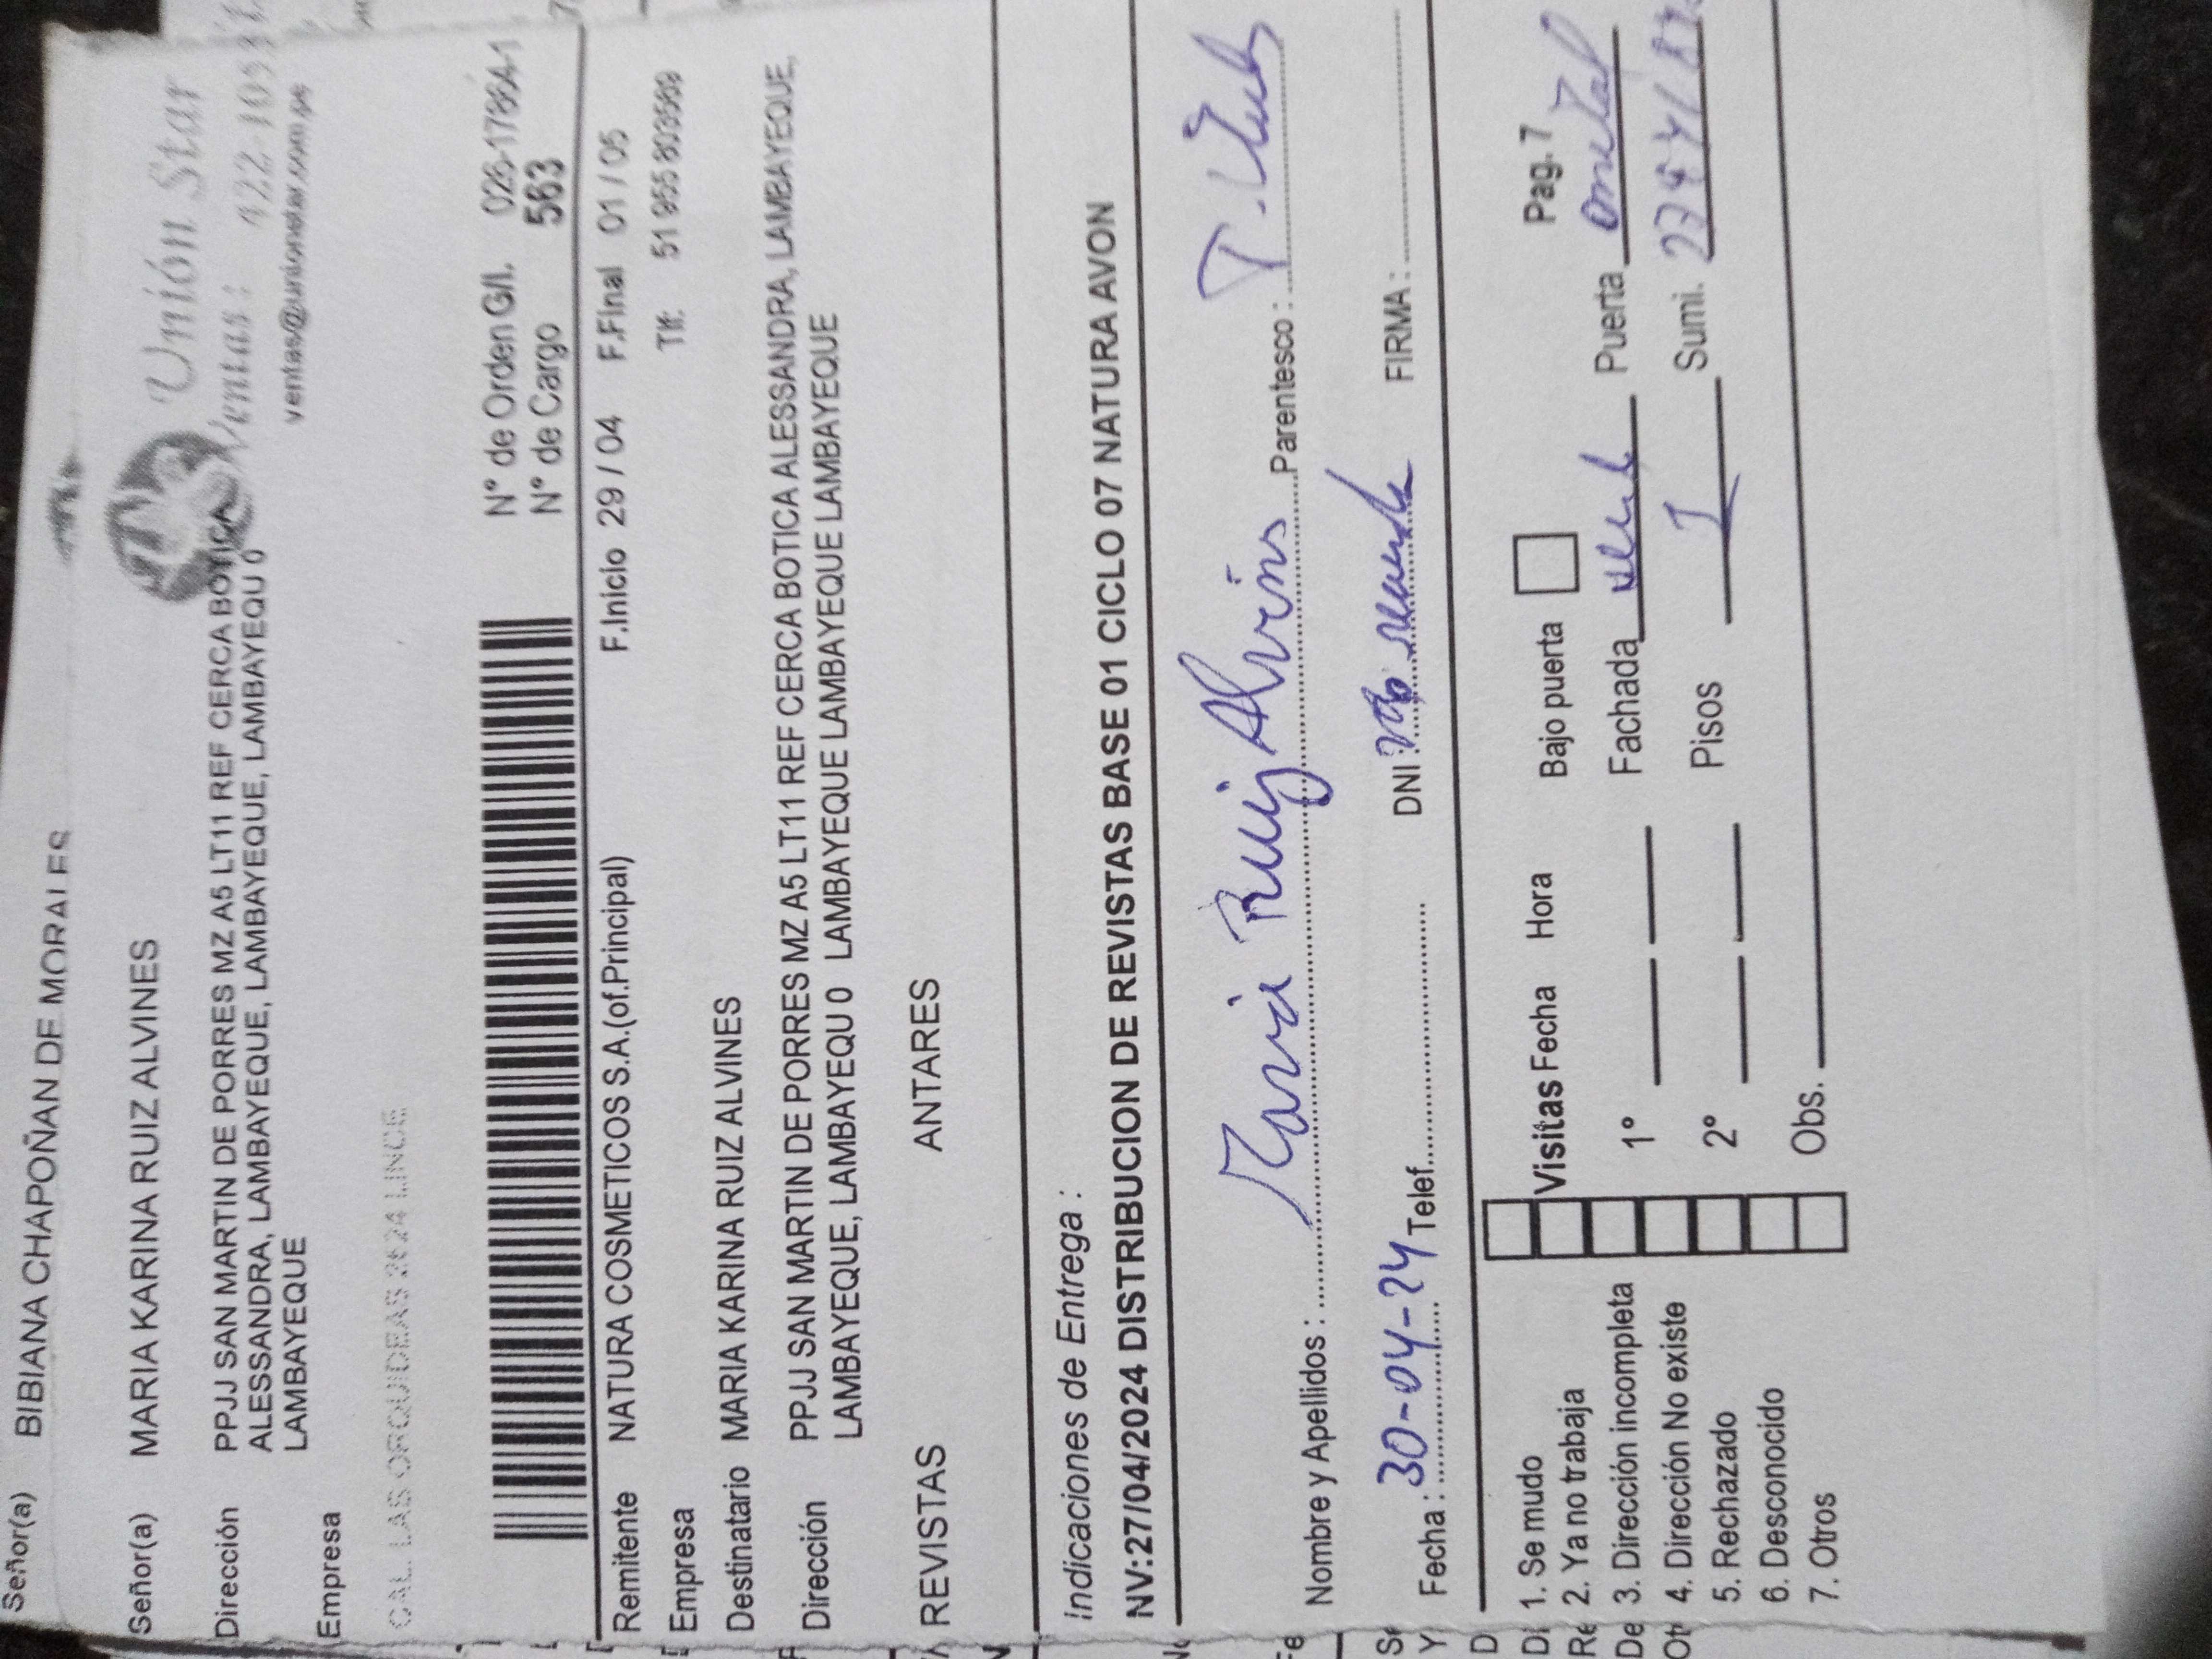 Señor(a) BIBIANA CHAPOÑAN DE MORALES
Unión Star
Ventas :
ventas@unionstar.com.pe
Señor(a) MARIA KARINA RUIZ ALVINES
Dirección PPJJ SAN MARTIN DE PORRES MZ A5 LT11 REF CERCA BOTICA
ALESSANDRA, LAMBAYEQUE, LAMBAYEQUE, LAMBAYEQU 0
LAMBAYEQUE
Empresa
CAL. LAS ORQUIDEAS 2624 LINCE
N° de Orden G/I. 026-178641
N° de Cargo 563
Remitente NATURA COSMETICOS S.A.(of.Principal) F.Inicio 29 / 04 F.Final 01 / 05
Empresa Tlf: 51 955 803569
Destinatario MARIA KARINA RUIZ ALVINES
Dirección PPJJ SAN MARTIN DE PORRES MZ A5 LT11 REF CERCA BOTICA ALESSANDRA, LAMBAYEQUE,
LAMBAYEQUE, LAMBAYEQU 0 LAMBAYEQUE LAMBAYEQUE LAMBAYEQUE
REVISTAS ANTARES
Indicaciones de Entrega :
NV:27/04/2024 DISTRIBUCION DE REVISTAS BASE 01 CICLO 07 NATURA AVON
Nombre y Apellidos : Maria Ruiz Alvines Parentesco :
Fecha : 30-04-24 Telef. DNI FIRMA :
1. Se mudo
2. Ya no trabaja
3. Dirección incompleta
4. Dirección No existe
5. Rechazado
6. Desconocido
7. Otros
Visitas Fecha Hora Bajo puerta Pag. 7
1° Fachada Puerta
2° Pisos 1 Sumi.
Obs.